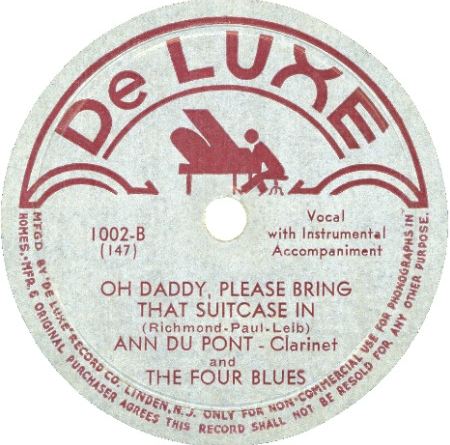 De LUXE
1002-B
(147)
Vocal
with Instrumental
Accompaniment
OH DADDY, PLEASE BRING
THAT SUITCASE IN
(Richmond-Paul-Leib)
ANN DU PONT - Clarinet
and
THE FOUR BLUES
MFG'D BY "DE LUXE" RECORD CO. LINDEN, N.J. ONLY FOR NON-COMMERCIAL USE FOR PHONOGRAPHS IN
HOMES. MFR. & ORIGINAL PURCHASER AGREES THIS RECORD SHALL NOT BE RESOLD FOR ANY OTHER PURPOSE.